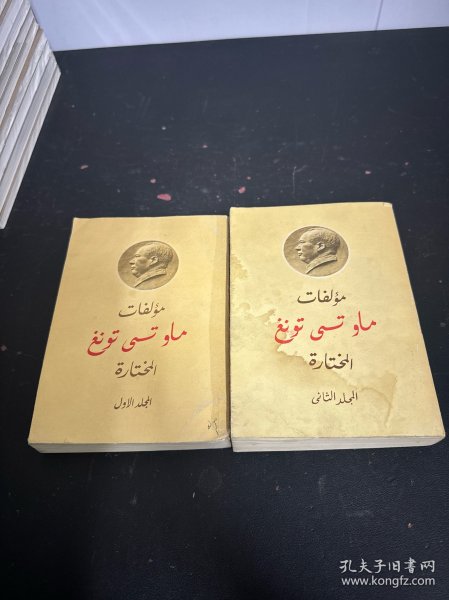 مؤلفات
ماو تسي تونغ
المختارة
المجلد الاول
مؤلفات
ماو تسي تونغ
المختارة
المجلد الثاني
孔夫子旧书网
www.kongfz.com